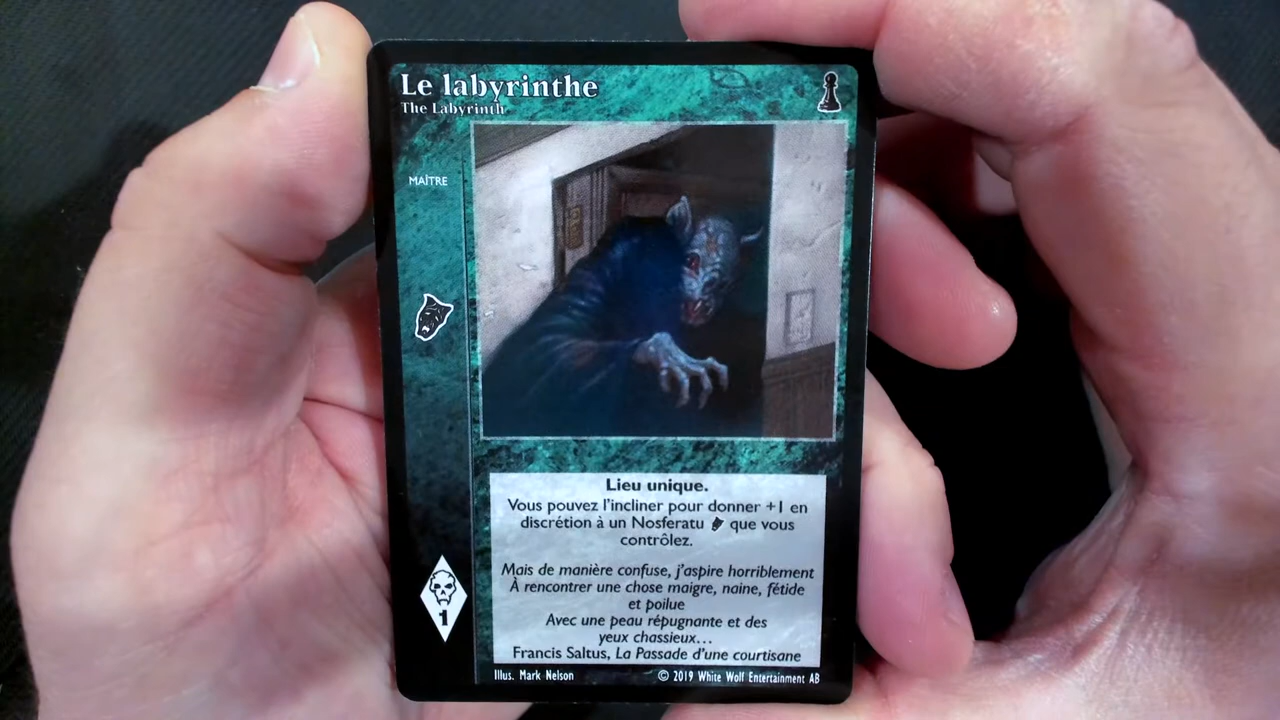 Le labyrinthe
The Labyrinth
MAÎTRE
Lieu unique.
Vous pouvez l'incliner pour donner +1 en
discrétion à un Nosferatu que vous
contrôlez.
Mais de manière confuse, j'aspire horriblement
À rencontrer une chose maigre, naine, fétide
et poilue
Avec une peau répugnante et des
yeux chassieux…
Francis Saltus, La Passade d'une courtisane
1
Illus. Mark Nelson
© 2019 White Wolf Entertainment AB